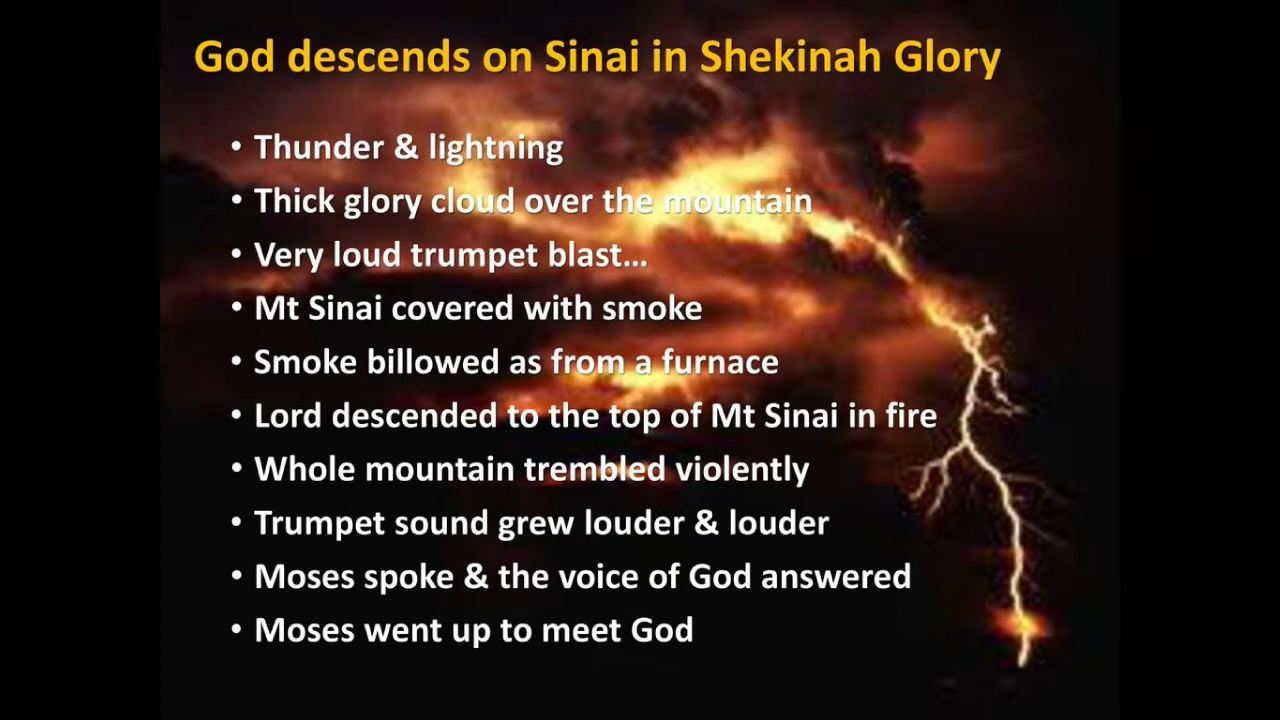 God descends on Sinai in Shekinah Glory
• Thunder & lightning
• Thick glory cloud over the mountain
• Very loud trumpet blast…
• Mt Sinai covered with smoke
• Smoke billowed as from a furnace
• Lord descended to the top of Mt Sinai in fire
• Whole mountain trembled violently
• Trumpet sound grew louder & louder
• Moses spoke & the voice of God answered
• Moses went up to meet God